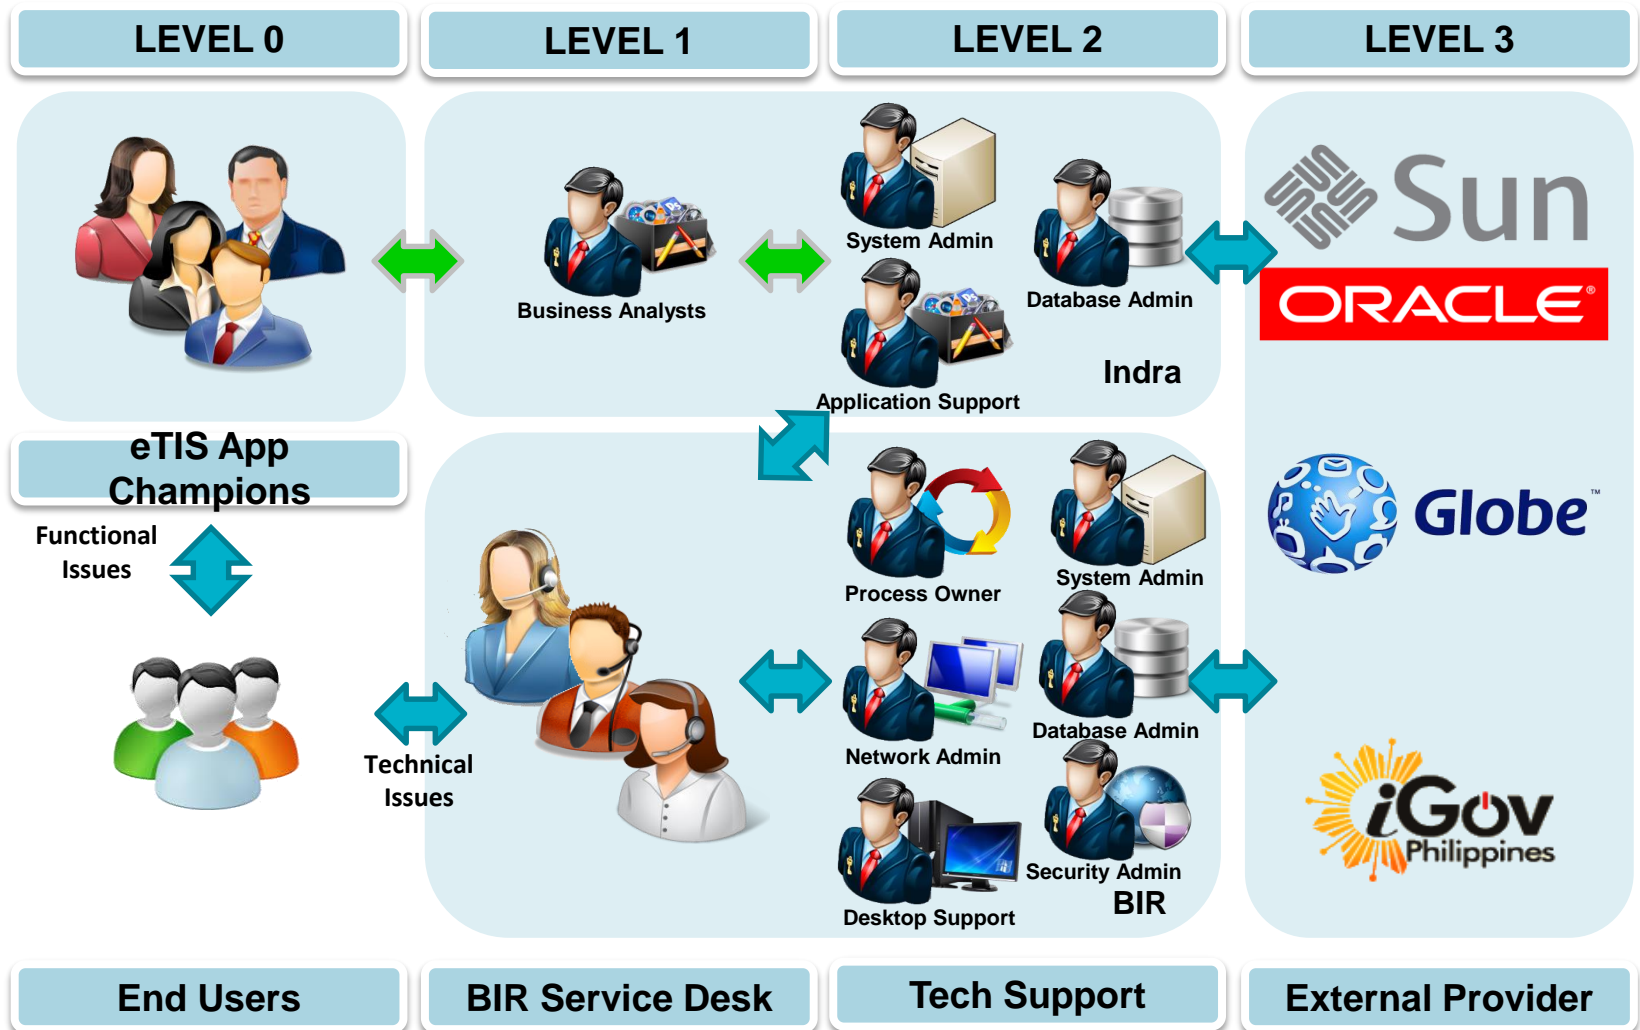 LEVEL 0
LEVEL 1
LEVEL 2
LEVEL 3
System Admin
Business Analysts
Database Admin
Application Support
Indra
Sun
ORACLE®
eTIS App
Champions
Functional
Issues
Technical
Issues
Process Owner
System Admin
Network Admin
Database Admin
Desktop Support
Security Admin
BIR
Globe™
iGov
Philippines
End Users
BIR Service Desk
Tech Support
External Provider